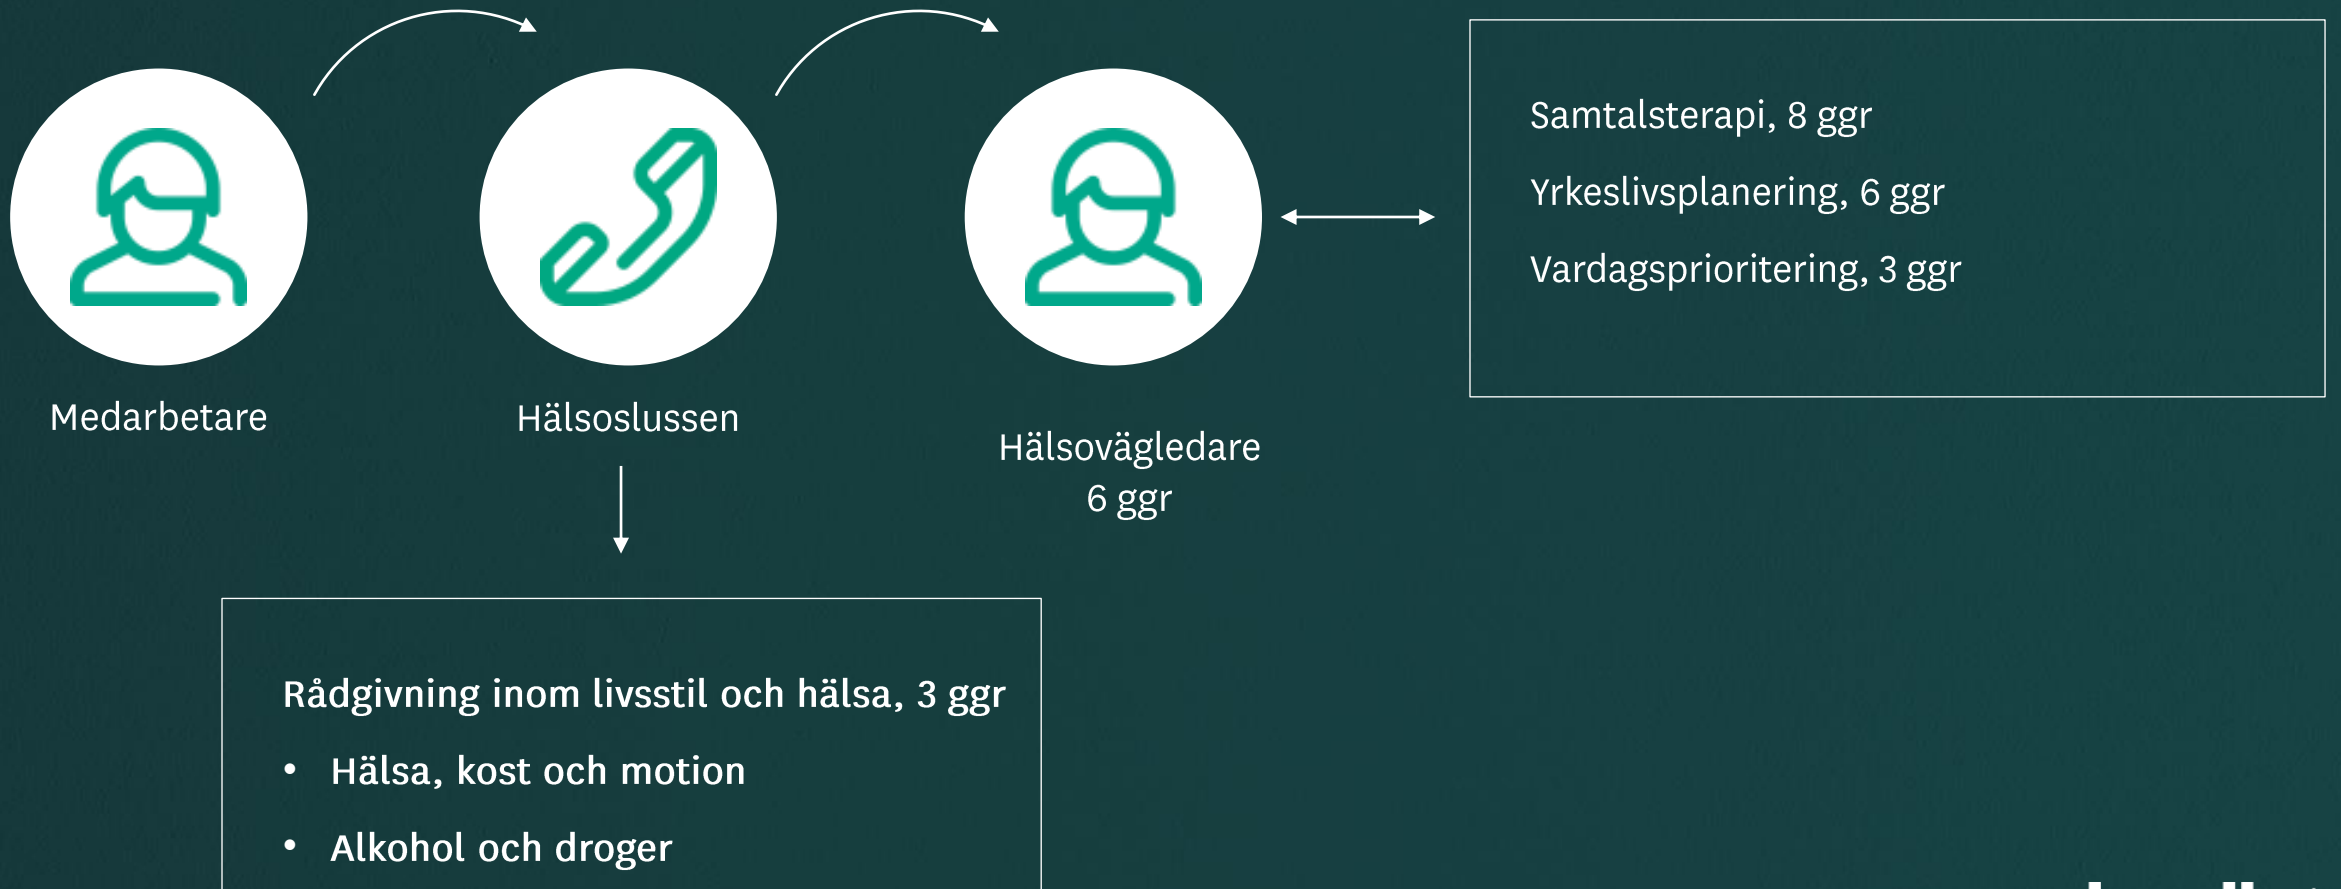 Medarbetare
Hälsoslussen
Hälsovägledare
6 ggr
Samtalsterapi, 8 ggr
Yrkeslivsplanering, 6 ggr
Vardagsprioritering, 3 ggr
Rådgivning inom livsstil och hälsa, 3 ggr
• Hälsa, kost och motion
• Alkohol och droger